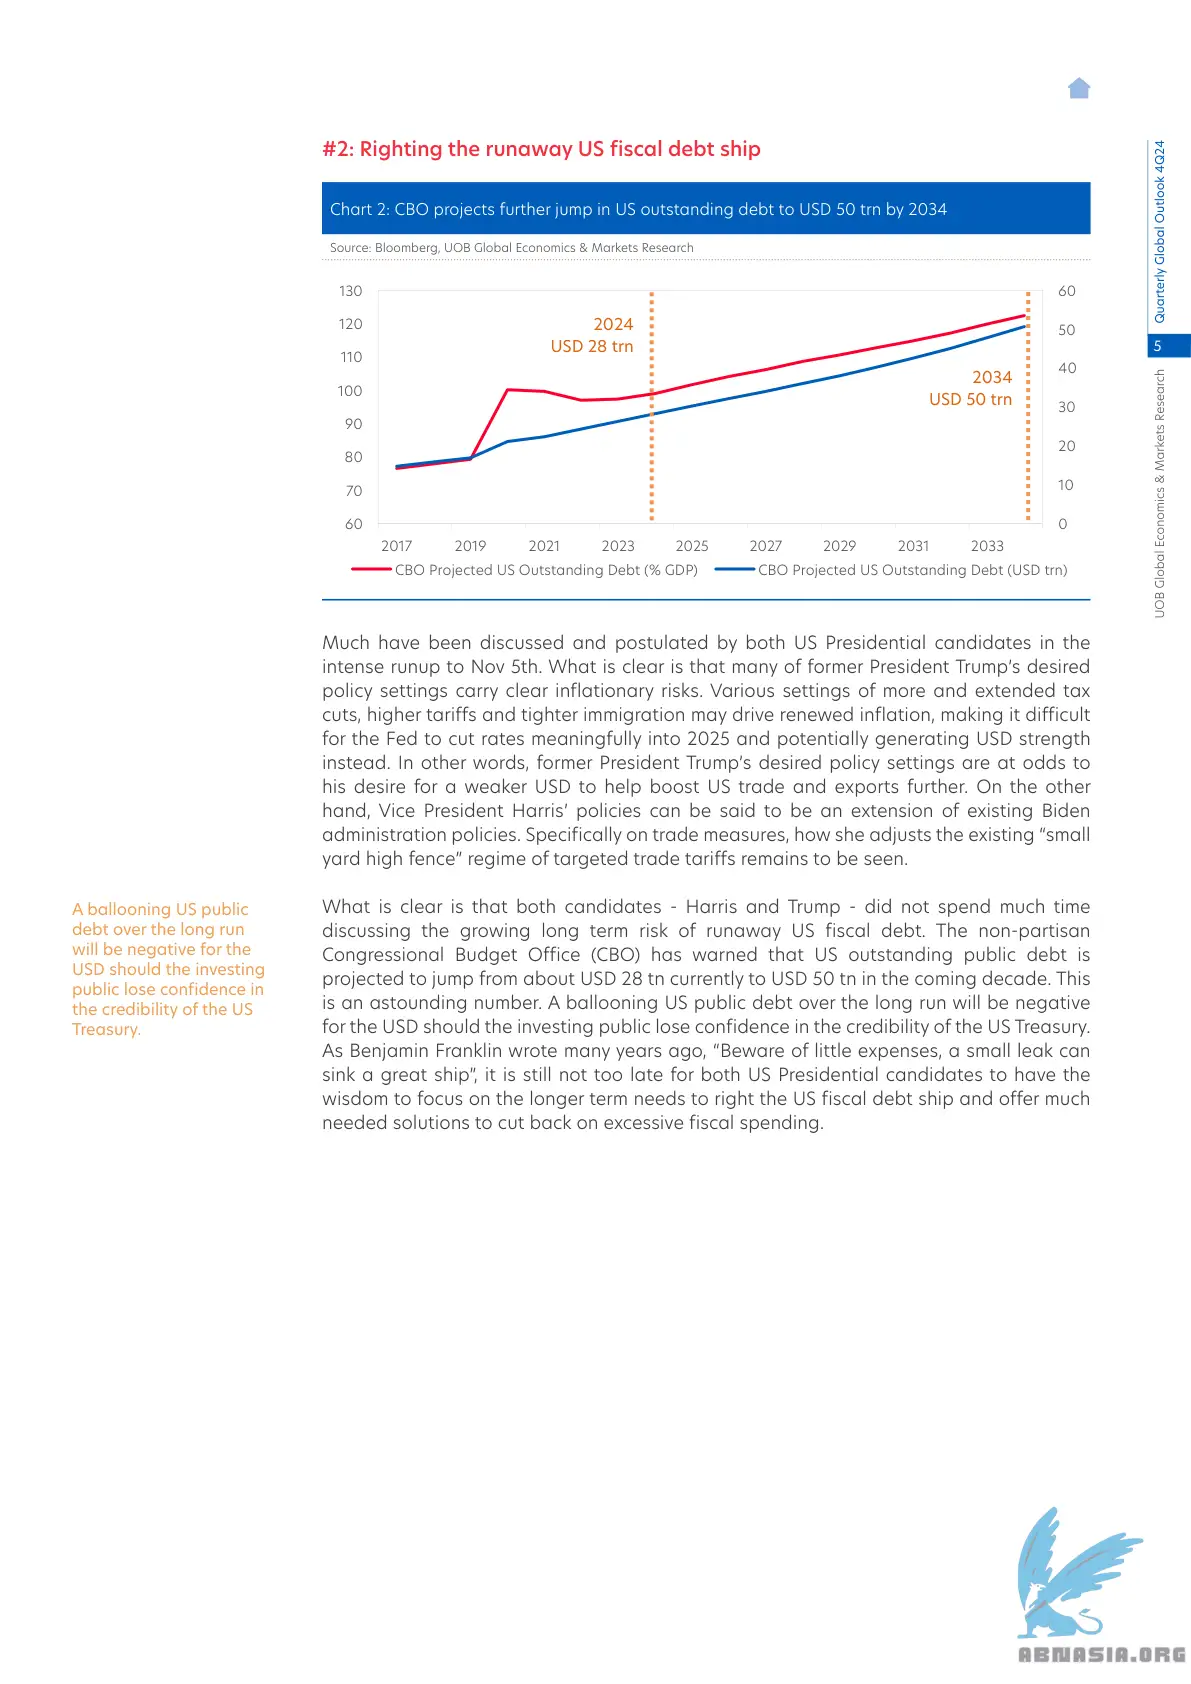 #2: Righting the runaway US fiscal debt ship
Chart 2: CBO projects further jump in US outstanding debt to USD 50 trn by 2034
Source: Bloomberg, UOB Global Economics & Markets Research
130
120
110
100
90
80
70
60
60
50
40
30
20
10
0
2024
USD 28 trn
2034
USD 50 trn
2017 2019 2021 2023 2025 2027 2029 2031 2033
CBO Projected US Outstanding Debt (% GDP) CBO Projected US Outstanding Debt (USD trn)
Much have been discussed and postulated by both US Presidential candidates in the
intense runup to Nov 5th. What is clear is that many of former President Trump’s desired
policy settings carry clear inflationary risks. Various settings of more and extended tax
cuts, higher tariffs and tighter immigration may drive renewed inflation, making it difficult
for the Fed to cut rates meaningfully into 2025 and potentially generating USD strength
instead. In other words, former President Trump’s desired policy settings are at odds to
his desire for a weaker USD to help boost US trade and exports further. On the other
hand, Vice President Harris’ policies can be said to be an extension of existing Biden
administration policies. Specifically on trade measures, how she adjusts the existing “small
yard high fence” regime of targeted trade tariffs remains to be seen.
A ballooning US public
debt over the long run
will be negative for the
USD should the investing
public lose confidence in
the credibility of the US
Treasury.
What is clear is that both candidates - Harris and Trump - did not spend much time
discussing the growing long term risk of runaway US fiscal debt. The non-partisan
Congressional Budget Office (CBO) has warned that US outstanding public debt is
projected to jump from about USD 28 tn currently to USD 50 tn in the coming decade. This
is an astounding number. A ballooning US public debt over the long run will be negative
for the USD should the investing public lose confidence in the credibility of the US Treasury.
As Benjamin Franklin wrote many years ago, “Beware of little expenses, a small leak can
sink a great ship”, it is still not too late for both US Presidential candidates to have the
wisdom to focus on the longer term needs to right the US fiscal debt ship and offer much
needed solutions to cut back on excessive fiscal spending.
Quarterly Global Outlook 4Q24
5
UOB Global Economics & Markets Research
ABNASIA.ORG